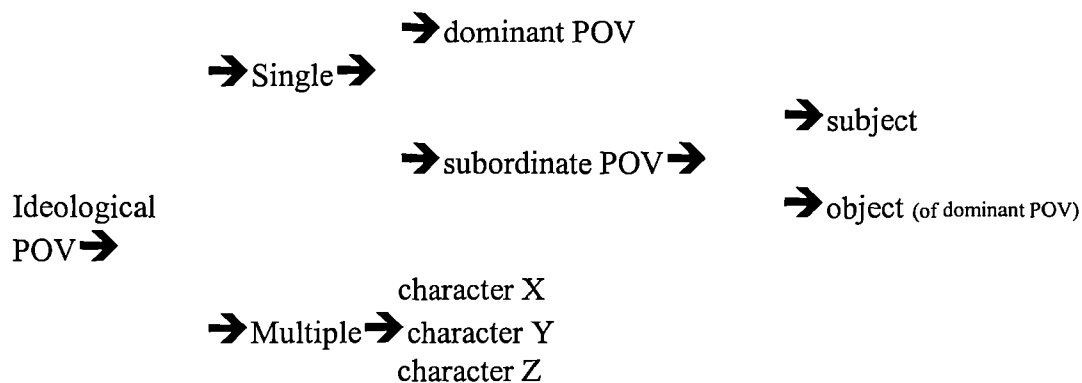 ➔dominant POV
➔Single➔
➔subject
➔subordinate POV➔
Ideological
➔object (of dominant POV)
POV➔
character X
➔Multiple➔character Y
character Z